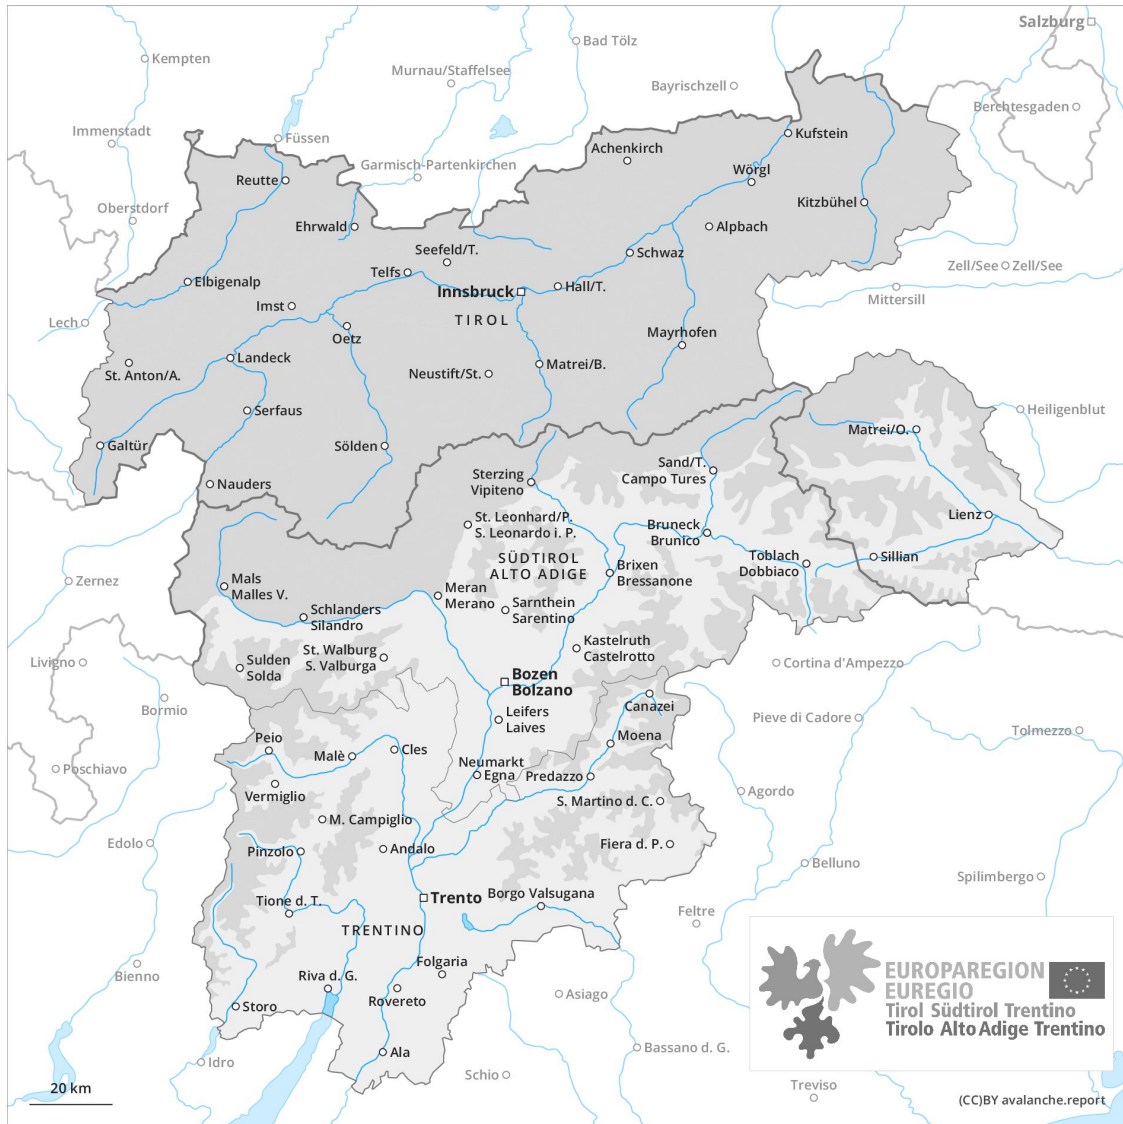 Salzburg
Bad Tölz
Kempten
Murnau/Staffelsee
Bayrischzell
Berchtesgaden
Immenstadt
Füssen
Kufstein
Achenkirch
Garmisch-Partenkirchen
Wörgl
Reutte
Oberstdorf
Kitzbühel
Ehrwald
Alpbach
Seefeld/T.
Schwaz
Zell/See
Zell/See
Telfs
Elbigenalp
Hall/T.
Innsbruck
Mittersill
Imst
TIROL
Lech
Oetz
Mayrhofen
Landeck
Matrei/B.
St. Anton/A.
Neustift/St.
Serfaus
Heiligenblut
Matrei/O.
Galtür
Sölden
Sand/T.
Campo Tures
Sterzing
Vipiteno
Nauders
Lienz
St. Leonhard/P.
S. Leonardo i. P.
Bruneck
Brunico
SÜDTIROL
ALTO ADIGE
Toblach
Dobbiaco
Sillian
Brixen
Bressanone
Zernez
Mals
Malles V.
Meran
Merano
Sarnthein
Sarentino
Schlanders
Silandro
Kastelruth
Castelrotto
St. Walburg
S. Valburga
Livigno
Sulden
Solda
Cortina d'Ampezzo
Bozen
Bolzano
Bormio
Canazei
Leifers
Laives
Pieve di Cadore
Tolmezzo
Peio
Moena
Malè
Cles
Neumarkt
Egna
Predazzo
Poschiavo
Vermiglio
Agordo
S. Martino d. C.
M. Campiglio
Edolo
Pinzolo
Andalo
Fiera d. P.
Belluno
Spilimbergo
Tione d. T.
Trento
Borgo Valsugana
Feltre
TRENTINO
Bienno
Folgaria
Riva d. G.
Rovereto
Asiago
Storo
EUROPAREGION
EUREGIO
Tirol Südtirol Trentino
Tirolo Alto Adige Trentino
Ala
Bassano d. G.
Idro
Schio
Treviso
20 km
(CC)BY avalanche.report